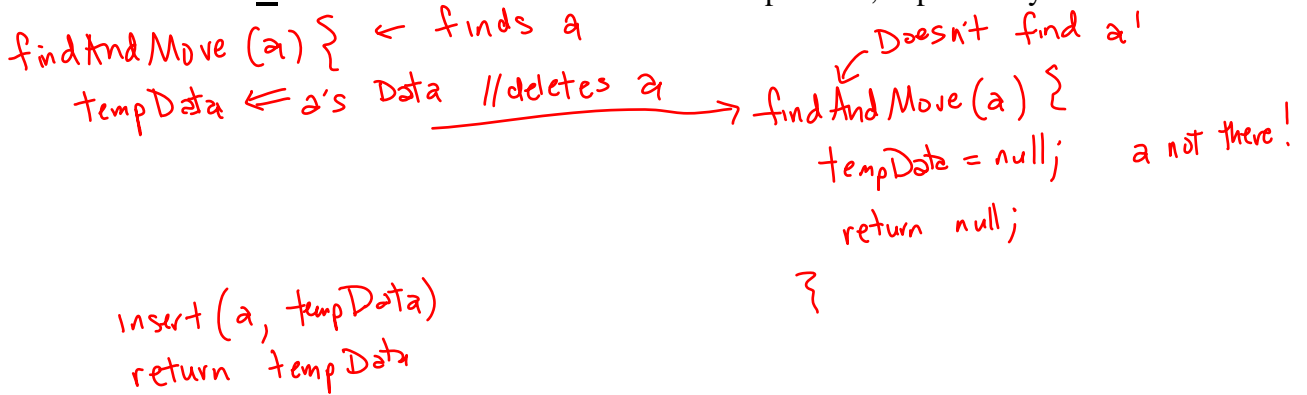 findAndMove (a) { ← finds a
tempData ⇐ a's Data //deletes a
Doesn't find a!
findAndMove(a) {
tempData = null; a not there!
return null;
}
insert (a, tempData)
return tempData